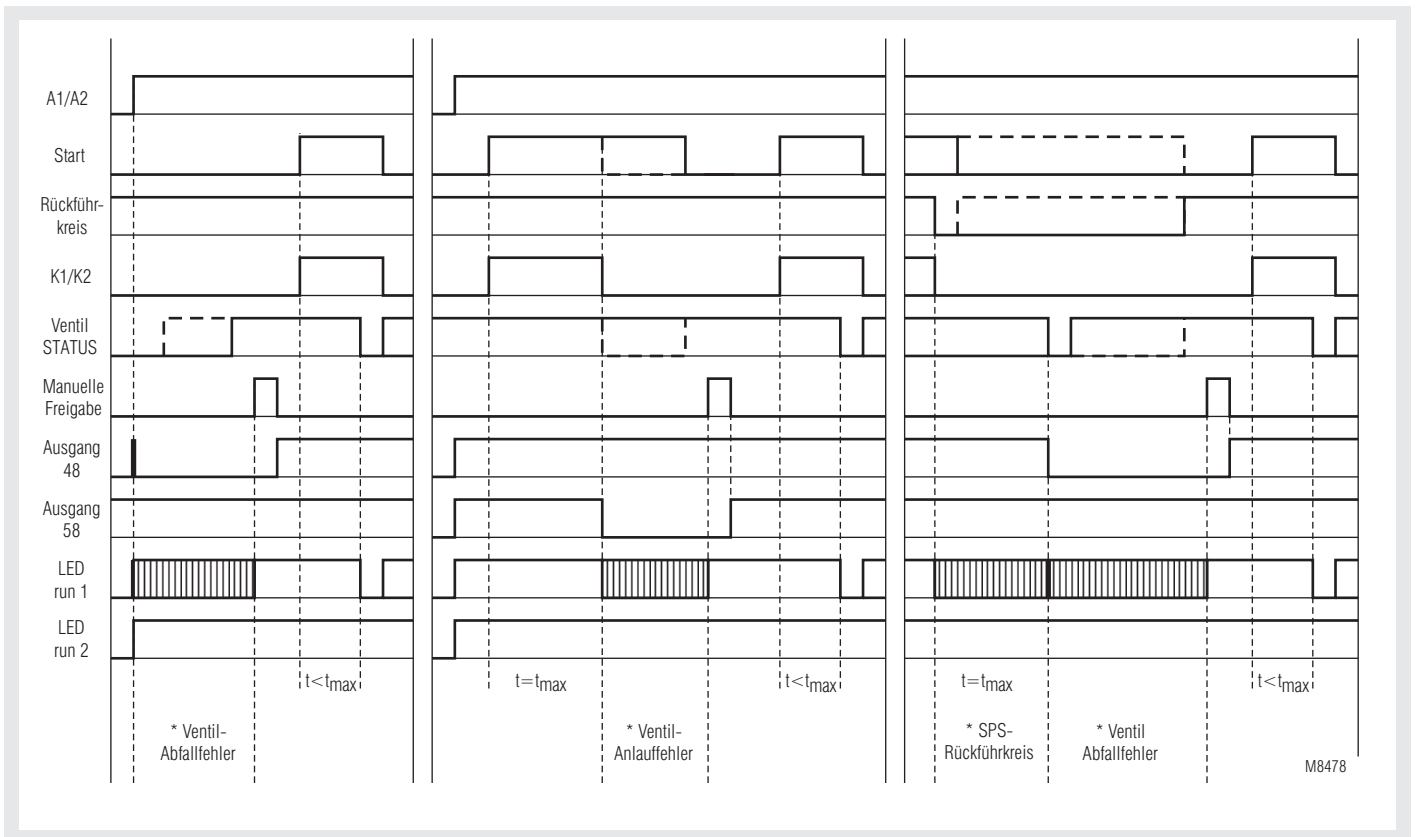 A1/A2
Start
Rückführ-
kreis
K1/K2
Ventil
STATUS
Manuelle
Freigabe
Ausgang
48
Ausgang
58
LED
run 1
LED
run 2
t<tmax
t=tmax
t<tmax
t=tmax
t<tmax
* Ventil-
Abfallfehler
* Ventil-
Anlauffehler
* SPS-
Rückführkreis
* Ventil
Abfallfehler
M8478